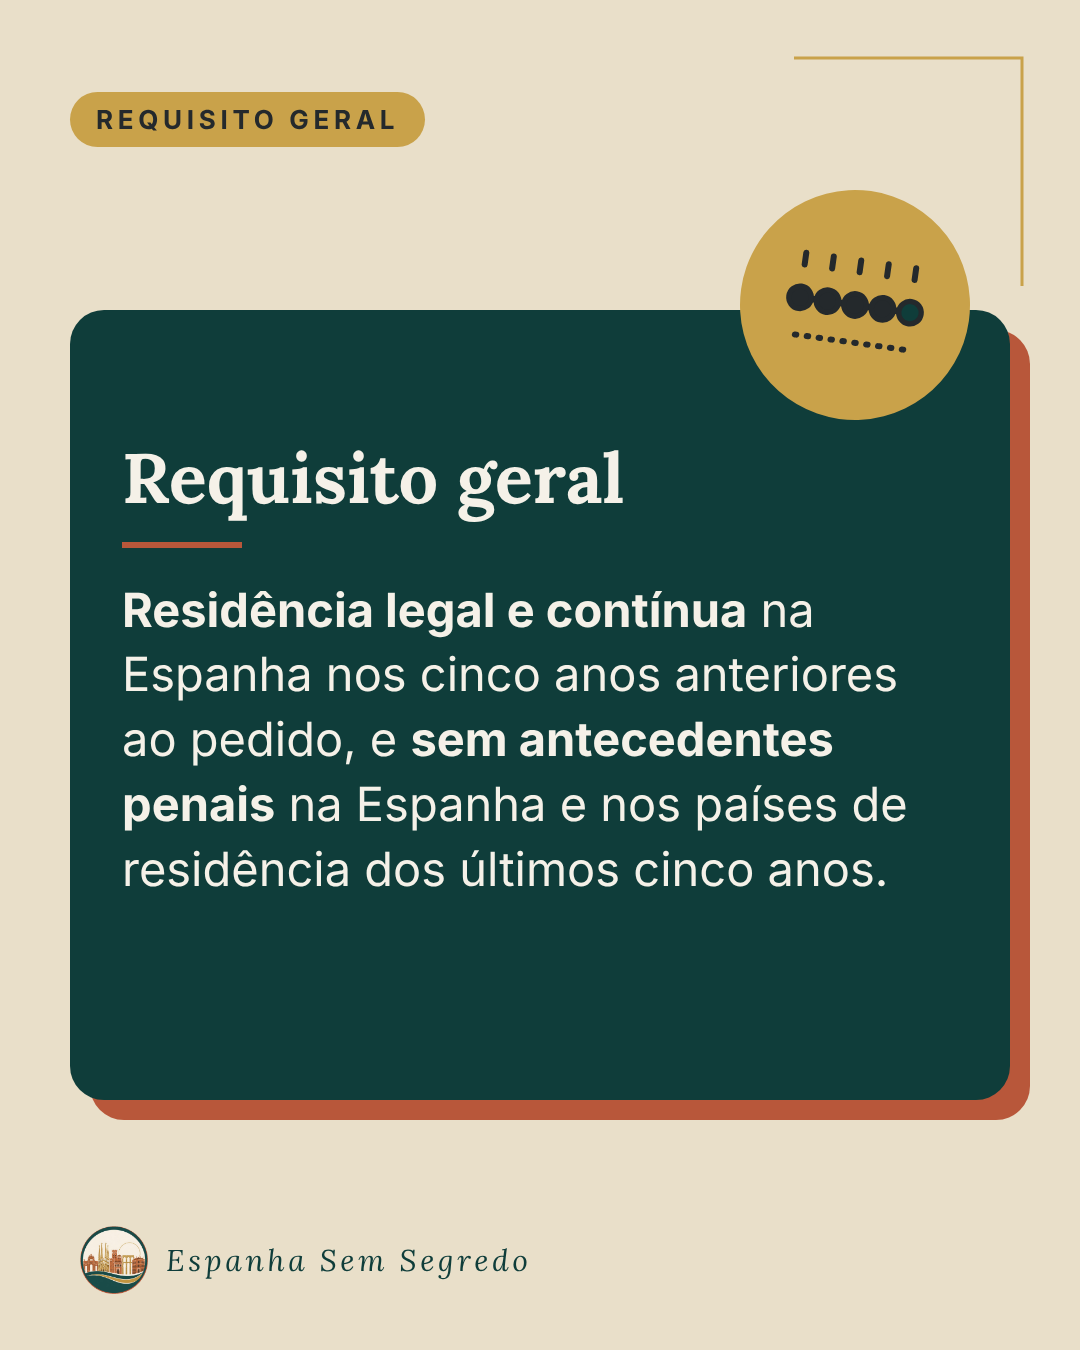 REQUISITO GERAL
Requisito geral
Residência legal e contínua na
Espanha nos cinco anos anteriores
ao pedido, e sem antecedentes
penais na Espanha e nos países de
residência dos últimos cinco anos.
Espanha Sem Segredo